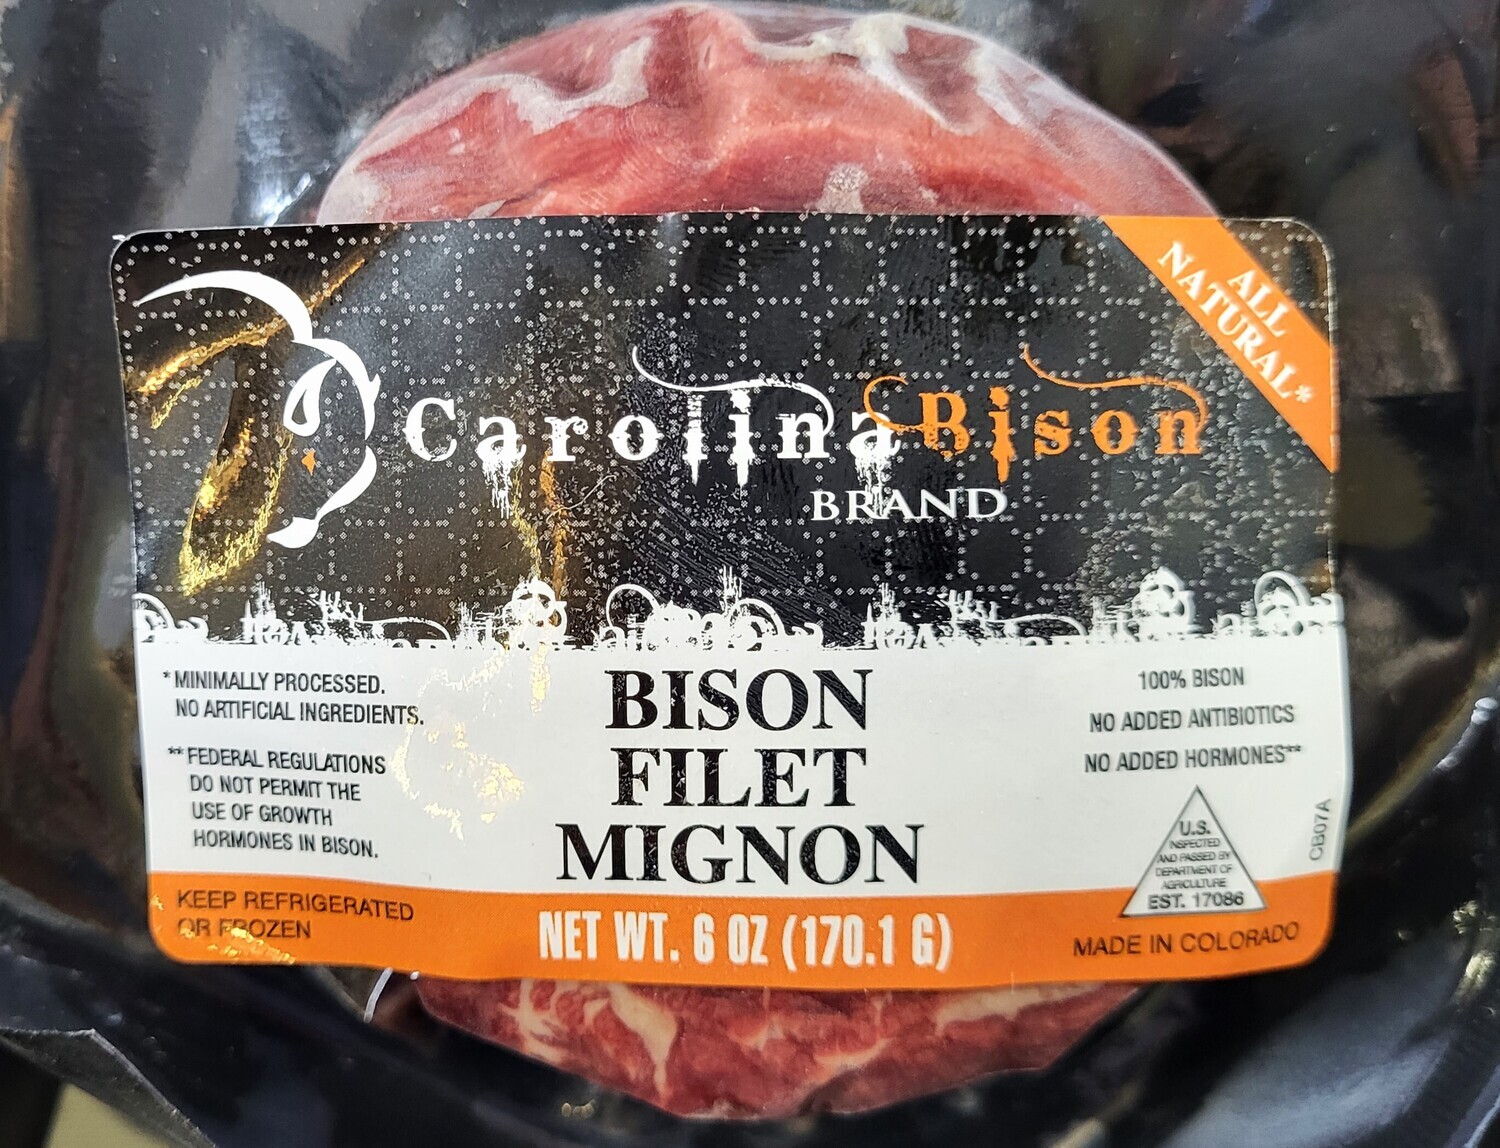 ALL
NATURAL*
Carolina Bison
BRAND
* MINIMALLY PROCESSED.
NO ARTIFICIAL INGREDIENTS.
** FEDERAL REGULATIONS
DO NOT PERMIT THE
USE OF GROWTH
HORMONES IN BISON.
BISON
FILET
MIGNON
100% BISON
NO ADDED ANTIBIOTICS
NO ADDED HORMONES**
U.S.
INSPECTED
AND PASSED BY
DEPARTMENT OF
AGRICULTURE
EST. 17086
CB07A
KEEP REFRIGERATED
OR FROZEN
NET WT. 6 OZ (170.1 G)
MADE IN COLORADO